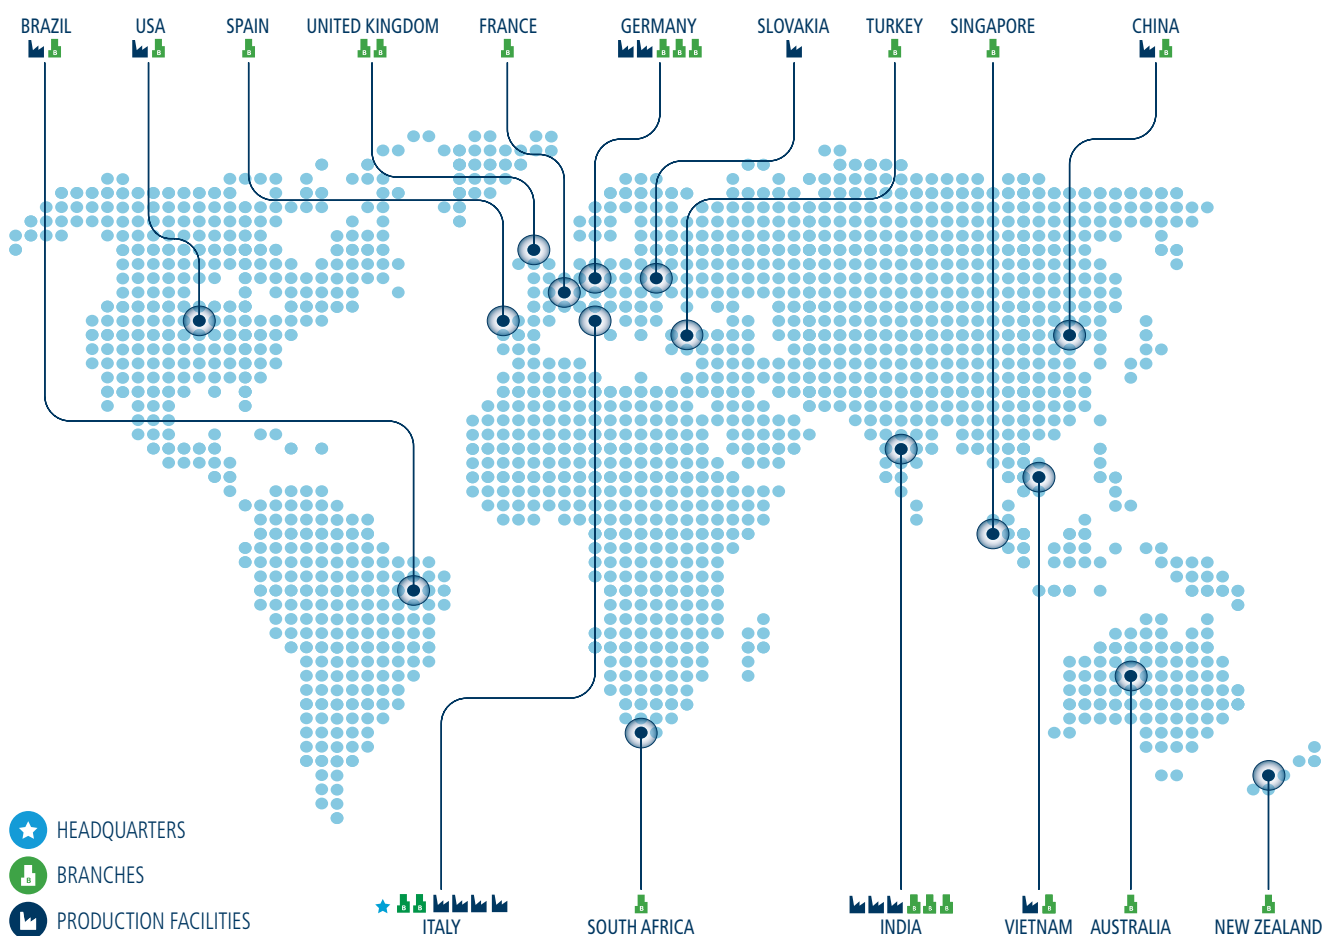 BRAZIL
USA
SPAIN
UNITED KINGDOM
FRANCE
GERMANY
SLOVAKIA
TURKEY
SINGAPORE
CHINA
B B B B B B B B B B B
HEADQUARTERS
B
BRANCHES
PRODUCTION FACILITIES
B B B B B B B B B
ITALY
SOUTH AFRICA
INDIA
VIETNAM
AUSTRALIA
NEW ZEALAND